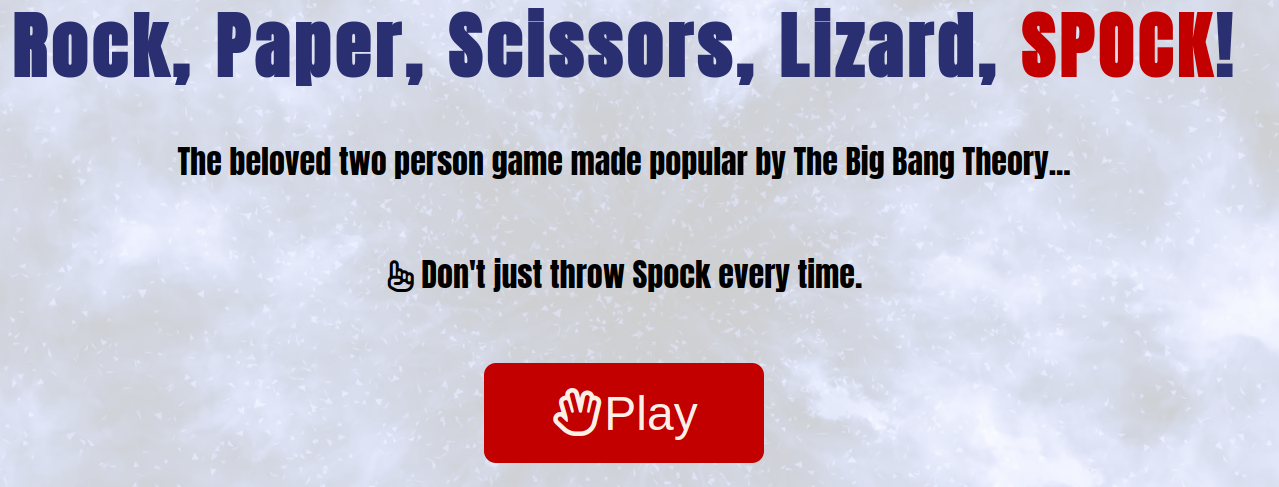 Rock, Paper, Scissors, Lizard, SPOCK!
The beloved two person game made popular by The Big Bang Theory...
Don't just throw Spock every time.
Play